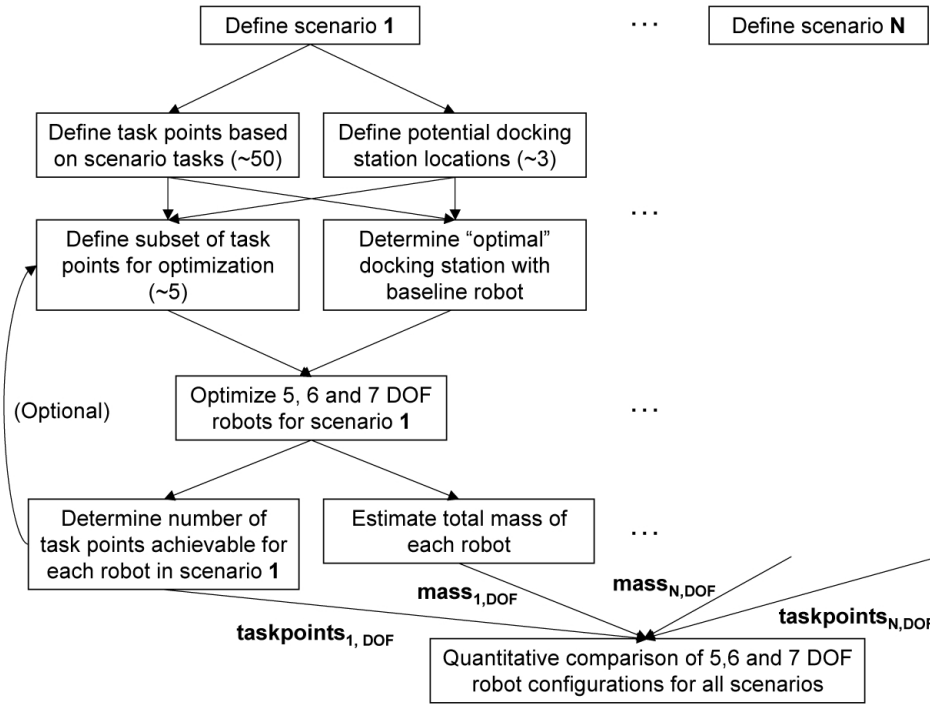 Define scenario 1
...
Define scenario N
Define task points based
on scenario tasks (~50)
Define potential docking
station locations (~3)
...
Define subset of task
points for optimization
(~5)
Determine “optimal”
docking station with
baseline robot
(Optional)
Optimize 5, 6 and 7 DOF
robots for scenario 1
...
Determine number of
task points achievable for
each robot in scenario 1
Estimate total mass of
each robot
...
mass1,DOF
massN,DOF
taskpoints1, DOF
taskpointsN,DOF
Quantitative comparison of 5,6 and 7 DOF
robot configurations for all scenarios